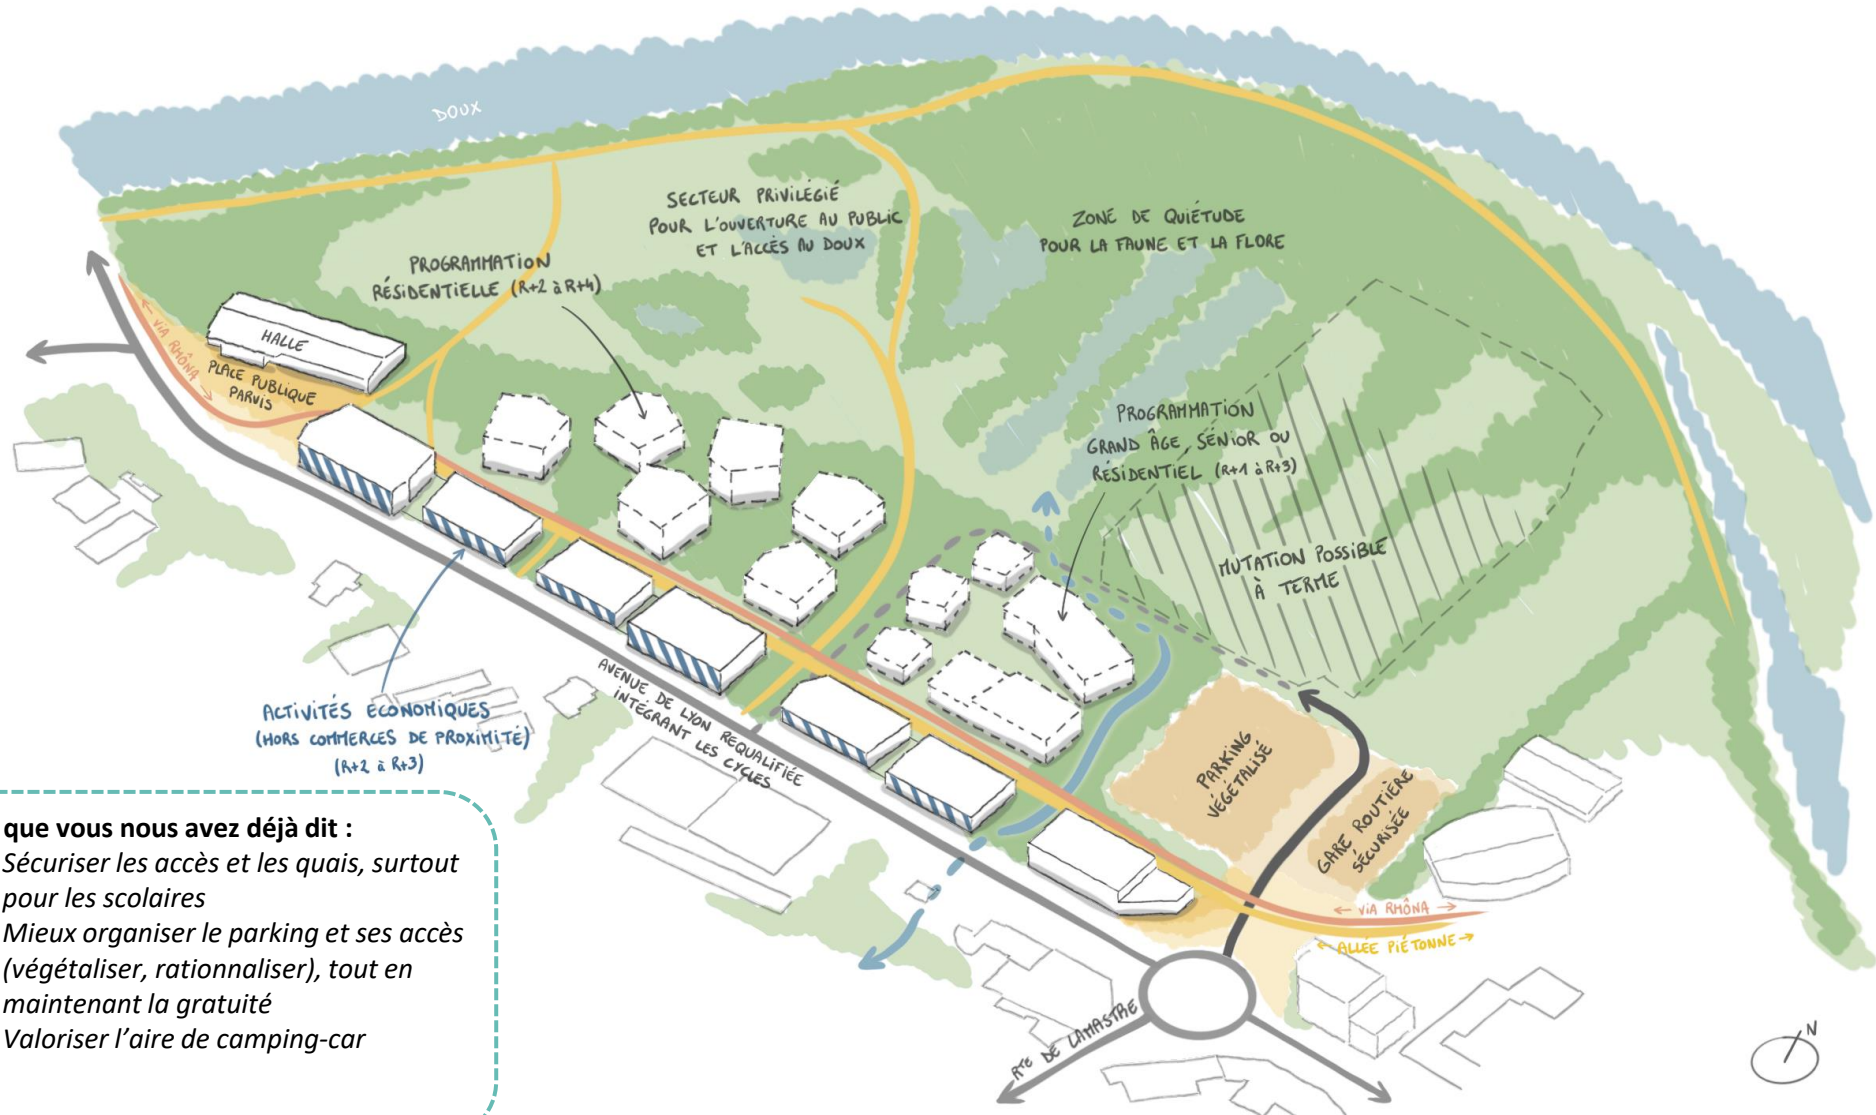 DOUX
SECTEUR PRIVILÉGIÉ
POUR L'OUVERTURE AU PUBLIC
ET L'ACCÈS AU DOUX
ZONE DE QUIÉTUDE
POUR LA FAUNE ET LA FLORE
PROGRAMMATION
RÉSIDENTIELLE (R+2 à R+4)
← VIA RHÔNA →
HALLE
PLACE PUBLIQUE
PARVIS
PROGRAMMATION
GRAND ÂGE, SÉNIOR OU
RÉSIDENTIEL (R+1 à R+3)
MUTATION POSSIBLE
À TERME
AVENUE DE LYON REQUALIFIÉE
INTÉGRANT LES CYCLES
ACTIVITÉS ÉCONOMIQUES
(HORS COMMERCES DE PROXIMITÉ)
(R+2 à R+3)
PARKING
VÉGÉTALISÉ
GARE ROUTIÈRE
SÉCURISÉE
← VIA RHÔNA →
← ALLÉE PIÉTONNE →
RTE DE LAMASTRE
N
que vous nous avez déjà dit :
Sécuriser les accès et les quais, surtout
pour les scolaires
Mieux organiser le parking et ses accès
(végétaliser, rationnaliser), tout en
maintenant la gratuité
Valoriser l'aire de camping-car